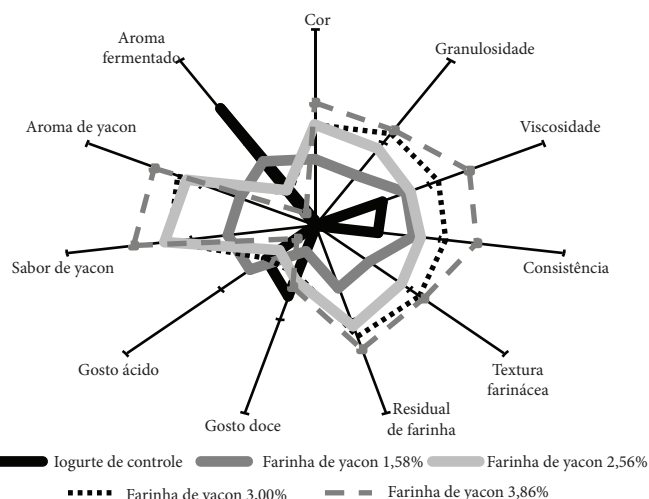 Cor
Aroma
fermentado
Granulosidade
Aroma de yacon
Viscosidade
Sabor de yacon
Consistência
Gosto ácido
Textura
farinácea
Gosto doce
Residual
de farinha
Iogurte de controle
Farinha de yacon 1,58%
Farinha de yacon 2,56%
Farinha de yacon 3,00%
Farinha de yacon 3,86%